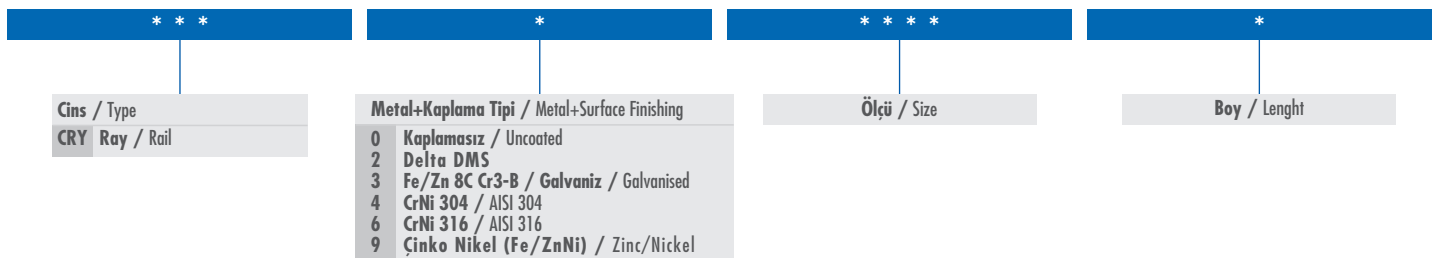 * * *
*
* * * *
*
Cins / Type
CRY Ray / Rail
Metal+Kaplama Tipi / Metal+Surface Finishing
0 Kaplamasız / Uncoated
2 Delta DMS
3 Fe/Zn 8C Cr3-B / Galvaniz / Galvanised
4 CrNi 304 / AISI 304
6 CrNi 316 / AISI 316
9 Çinko Nikel (Fe/ZnNi) / Zinc/Nickel
Ölçü / Size
Boy / Lenght